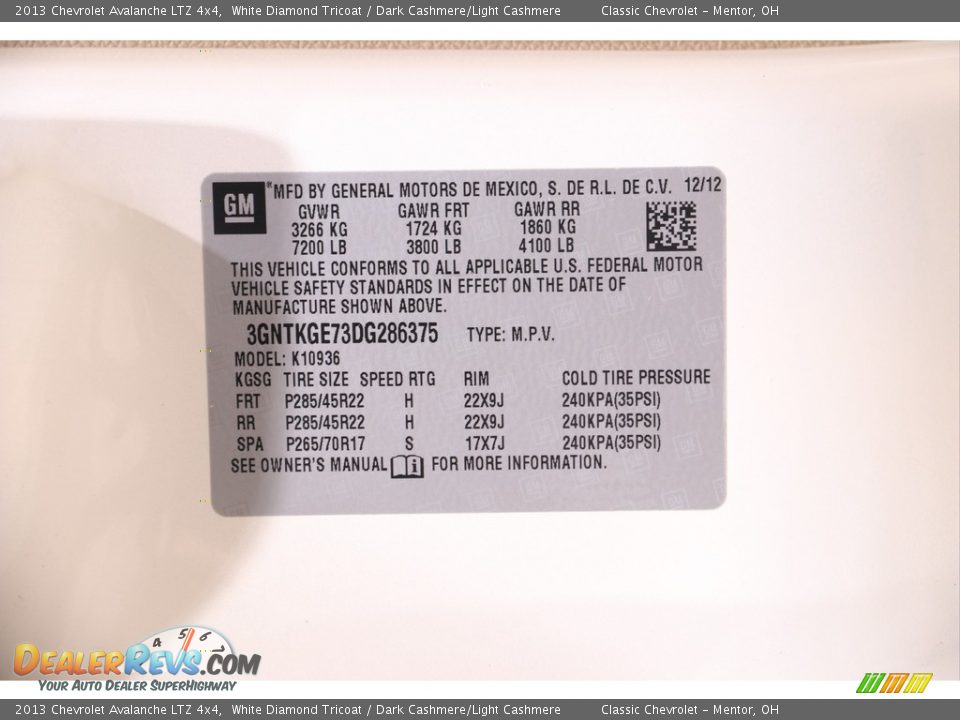 2013 Chevrolet Avalanche LTZ 4x4, White Diamond Tricoat / Dark Cashmere/Light Cashmere Classic Chevrolet - Mentor, OH
GM MFD BY GENERAL MOTORS DE MEXICO, S. DE R.L. DE C.V. 12/12
GVWR GAWR FRT GAWR RR
3266 KG 1724 KG 1860 KG
7200 LB 3800 LB 4100 LB
THIS VEHICLE CONFORMS TO ALL APPLICABLE U.S. FEDERAL MOTOR
VEHICLE SAFETY STANDARDS IN EFFECT ON THE DATE OF
MANUFACTURE SHOWN ABOVE.
3GNTKGE73DG286375 TYPE: M.P.V.
MODEL: K10936
KGSG TIRE SIZE SPEED RTG RIM COLD TIRE PRESSURE
FRT P285/45R22 H 22X9J 240KPA(35PSI)
RR P285/45R22 H 22X9J 240KPA(35PSI)
SPA P265/70R17 S 17X7J 240KPA(35PSI)
SEE OWNER'S MANUAL i FOR MORE INFORMATION.
4 5 6 7
DEALERREVS.COM
YOUR AUTO DEALER SUPERHIGHWAY
2013 Chevrolet Avalanche LTZ 4x4, White Diamond Tricoat / Dark Cashmere/Light Cashmere Classic Chevrolet - Mentor, OH